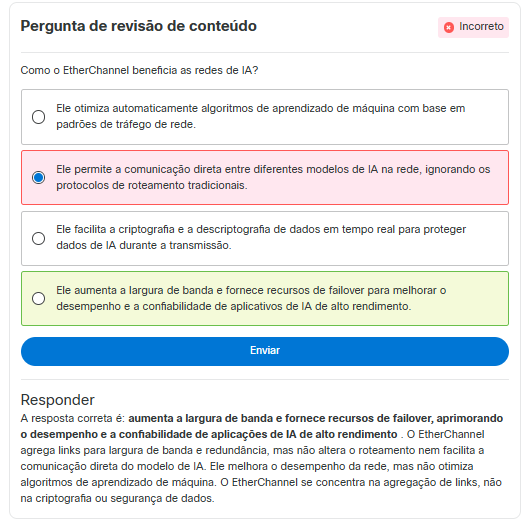 Pergunta de revisão de conteúdo
Incorreto
Como o EtherChannel beneficia as redes de IA?
Ele otimiza automaticamente algoritmos de aprendizado de máquina com base em
padrões de tráfego de rede.
Ele permite a comunicação direta entre diferentes modelos de IA na rede, ignorando os
protocolos de roteamento tradicionais.
Ele facilita a criptografia e a descriptografia de dados em tempo real para proteger
dados de IA durante a transmissão.
Ele aumenta a largura de banda e fornece recursos de failover para melhorar o
desempenho e a confiabilidade de aplicativos de IA de alto rendimento.
Enviar
Responder
A resposta correta é: aumenta a largura de banda e fornece recursos de failover, aprimorando
o desempenho e a confiabilidade de aplicações de IA de alto rendimento . O EtherChannel
agrega links para largura de banda e redundância, mas não altera o roteamento nem facilita a
comunicação direta do modelo de IA. Ele melhora o desempenho da rede, mas não otimiza
algoritmos de aprendizado de máquina. O EtherChannel se concentra na agregação de links, não
na criptografia ou segurança de dados.